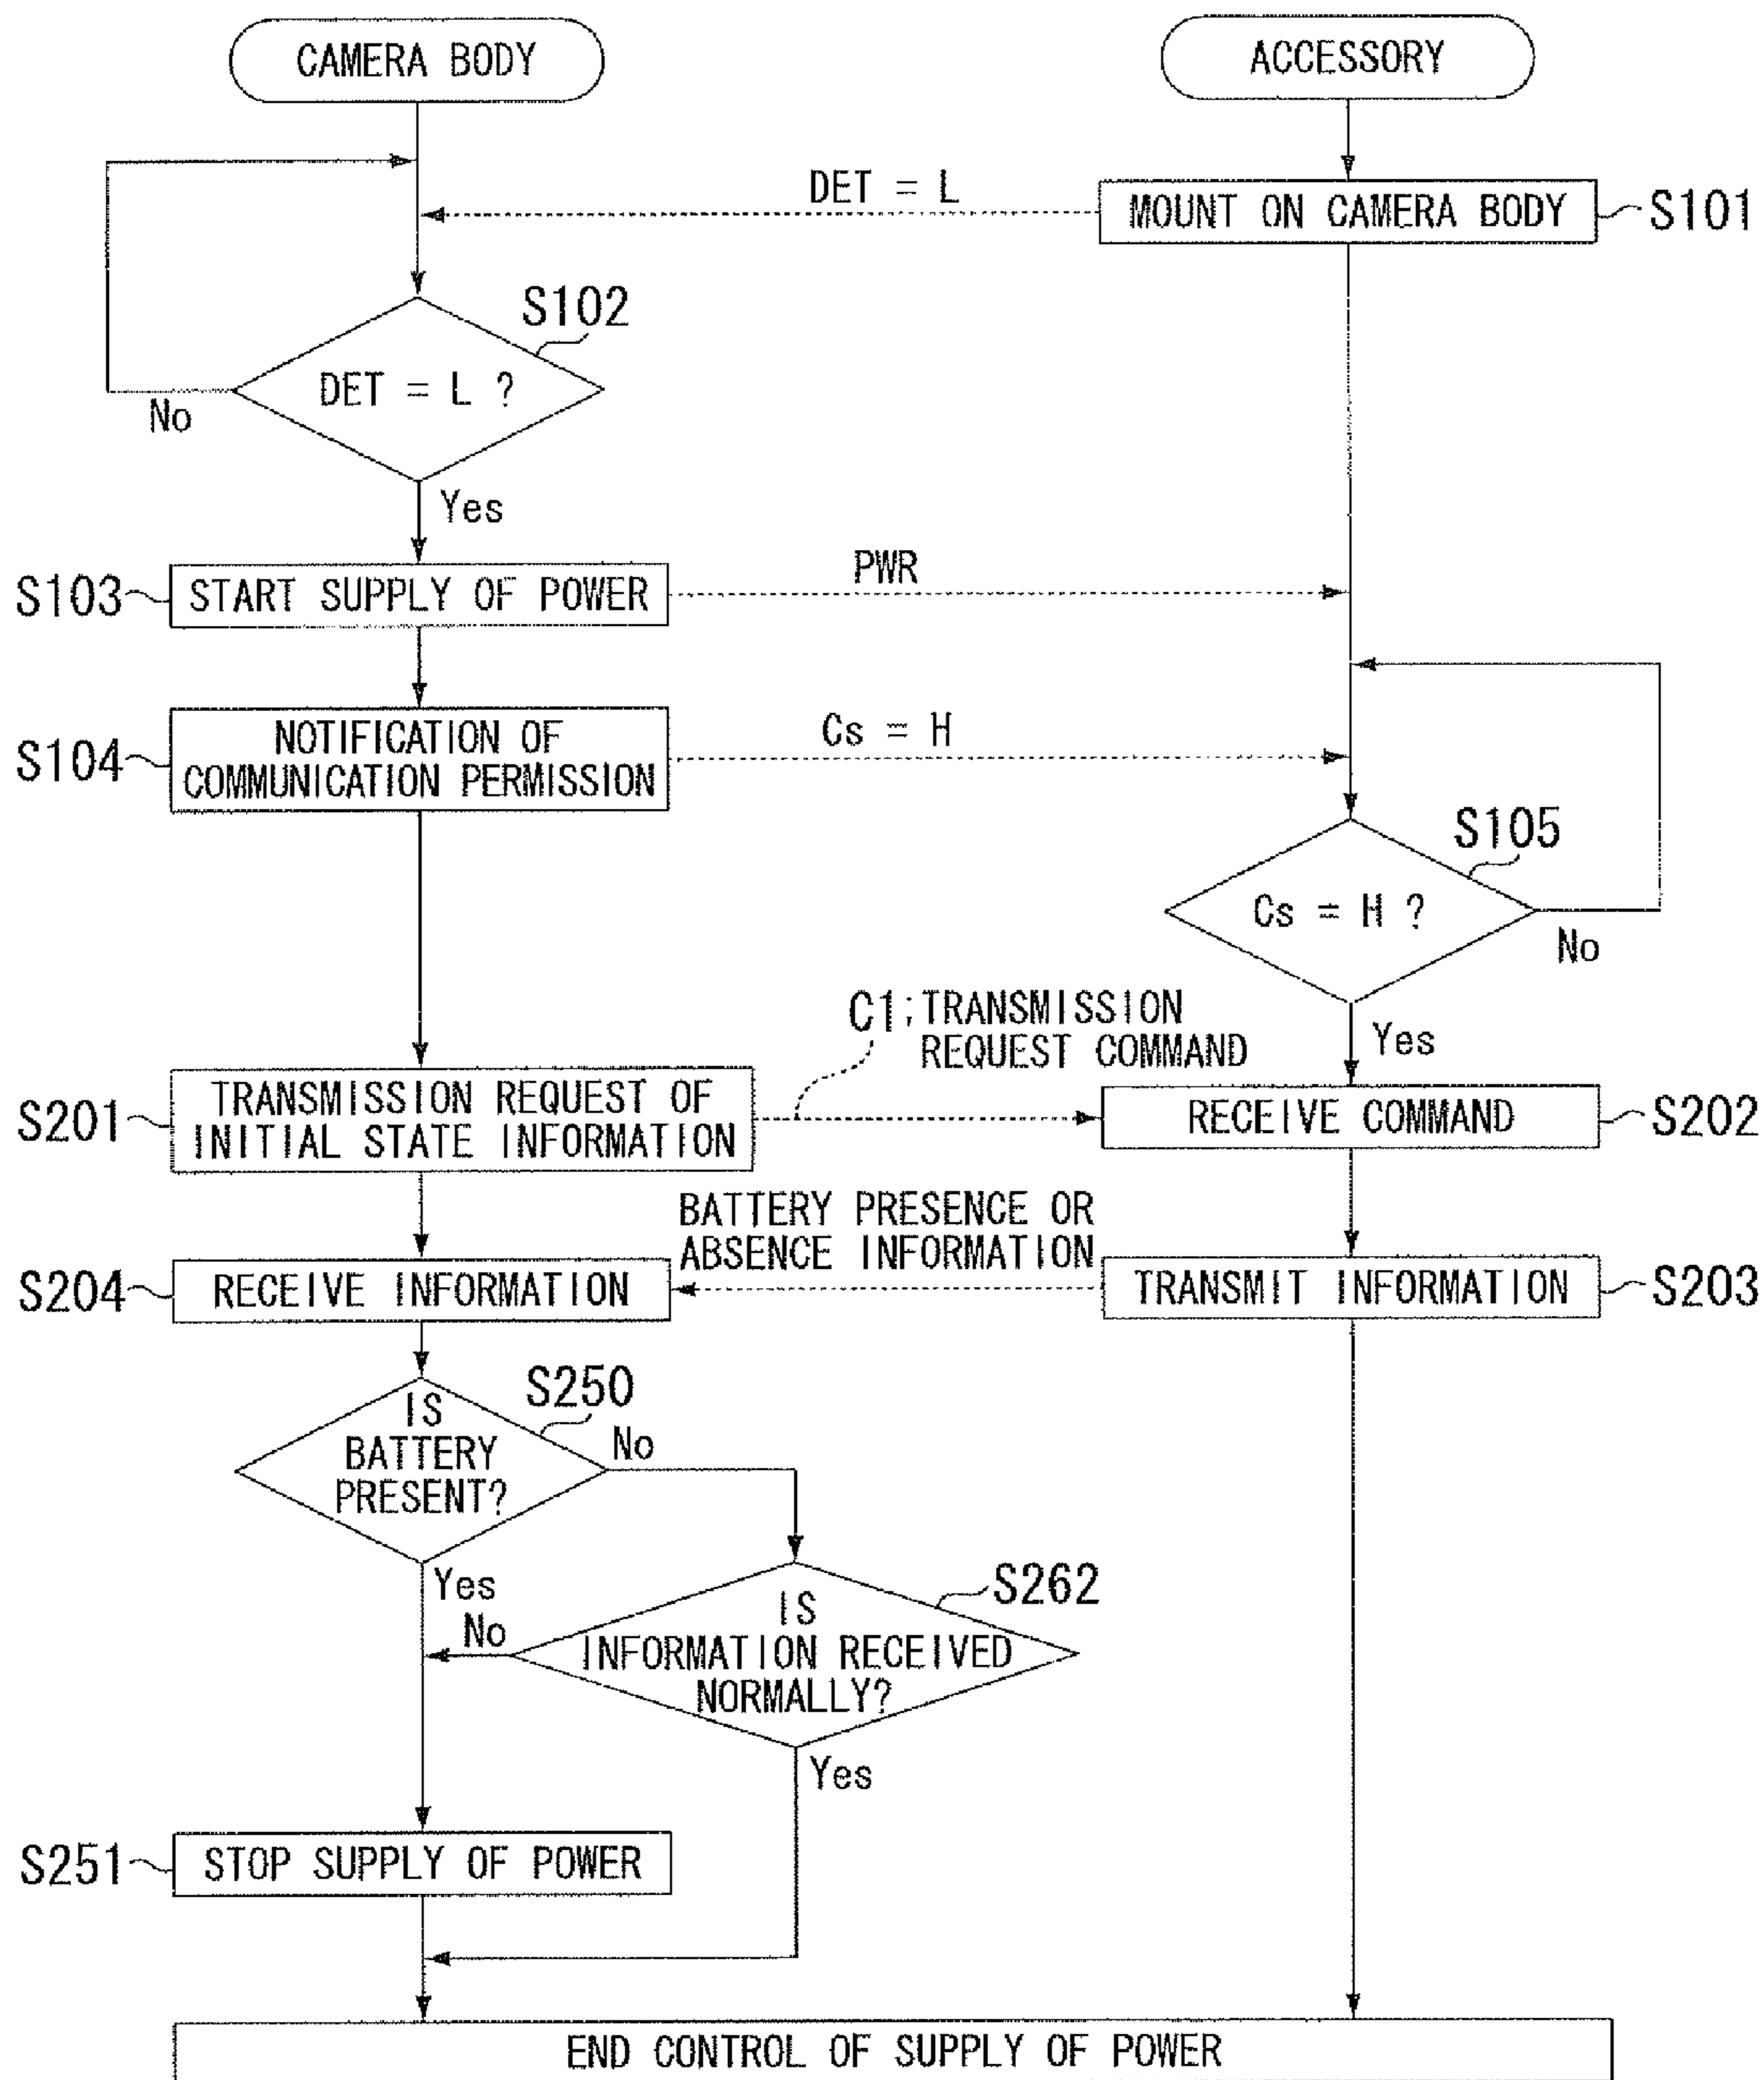 CAMERA BODY
ACCESSORY
DET = L
MOUNT ON CAMERA BODY
S101
S102
DET = L ?
No
Yes
S103
START SUPPLY OF POWER
PWR
S104
NOTIFICATION OF
COMMUNICATION PERMISSION
Cs = H
S105
Cs = H ?
No
Yes
C1;TRANSMISSION
REQUEST COMMAND
S201
TRANSMISSION REQUEST OF
INITIAL STATE INFORMATION
RECEIVE COMMAND
S202
BATTERY PRESENCE OR
ABSENCE INFORMATION
S204
RECEIVE INFORMATION
TRANSMIT INFORMATION
S203
S250
IS
BATTERY
PRESENT?
No
Yes
S262
IS
INFORMATION RECEIVED
NORMALLY?
No
Yes
S251
STOP SUPPLY OF POWER
END CONTROL OF SUPPLY OF POWER